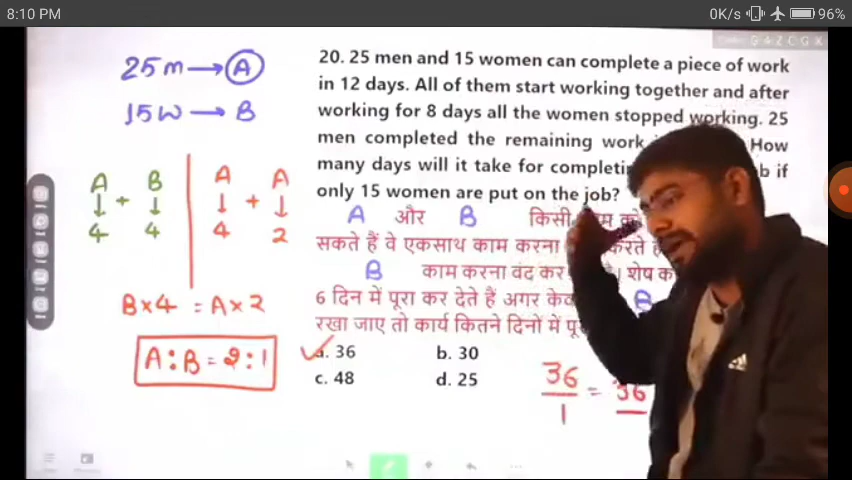 8:10 PM
0K/s 96%
25m → A
15W → B
20. 25 men and 15 women can complete a piece of work
in 12 days. All of them start working together and after
working for 8 days all the women stopped working. 25
men completed the remaining work How
many days will it take for if
only 15 women are put on the job?
A और B किसी
सकते हैं वे एकसाथ काम करना
B काम करना बंद कर शेष
6 दिन में पूरा कर देते हैं अगर B
रखा जाए तो कार्य कितने दिनों में
a. 36 b. 30
c. 48 d. 25
A + B | A + A
↓ ↓ | ↓ ↓
4 4 | 4 2
B×4 = A×2
A:B = 2:1
36/1 = 36